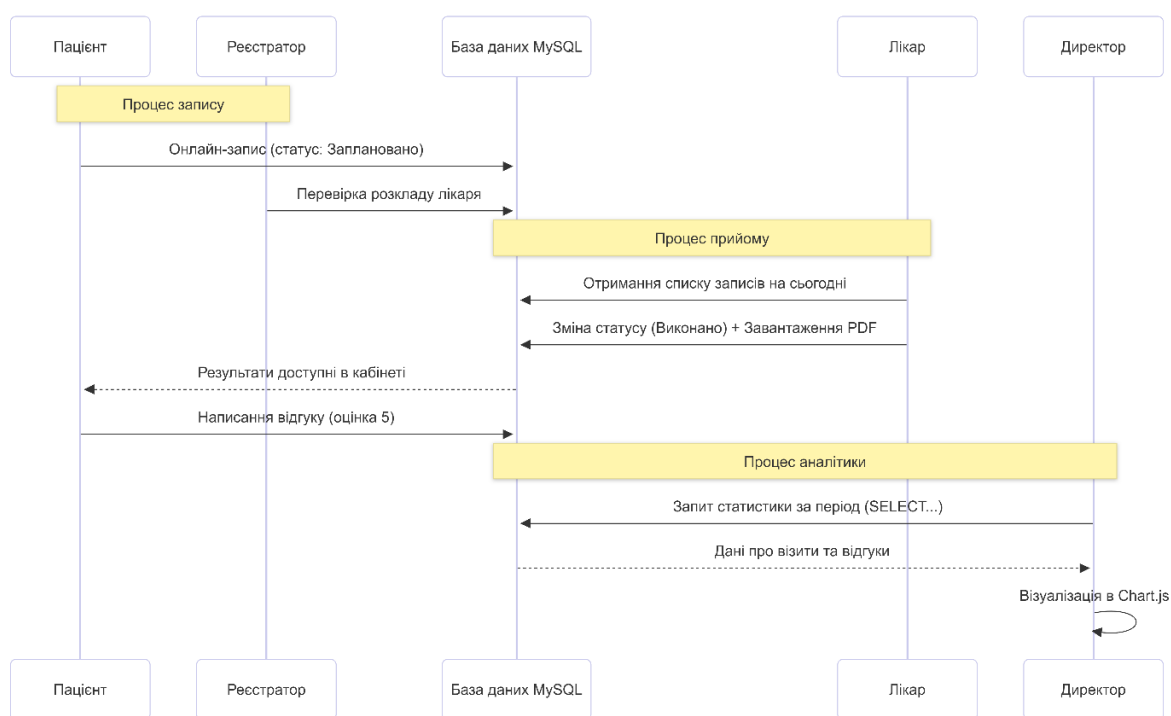 Пацієнт
Реєстратор
База даних MySQL
Лікар
Директор
Процес запису
Онлайн-запис (статус: Заплановано)
Перевірка розкладу лікаря
Процес прийому
Отримання списку записів на сьогодні
Зміна статусу (Виконано) + Завантаження PDF
Результати доступні в кабінеті
Написання відгуку (оцінка 5)
Процес аналітики
Запит статистики за період (SELECT...)
Дані про візити та відгуки
Візуалізація в Chart.js
Пацієнт
Реєстратор
База даних MySQL
Лікар
Директор